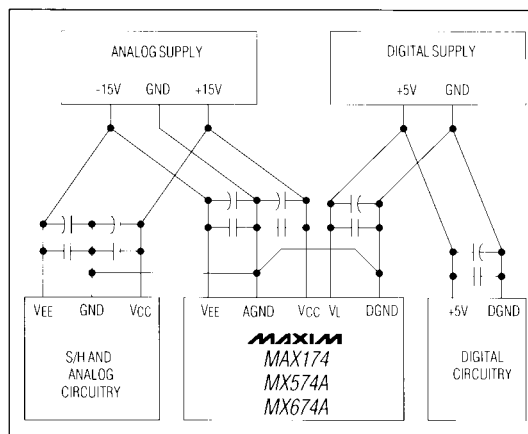 ANALOG SUPPLY
DIGITAL SUPPLY
-15V GND +15V
+5V GND
VEE GND VCC
VEE AGND VCC VL DGND
+5V DGND
S/H AND
ANALOG
CIRCUITRY
MAXIM
MAX174
MX574A
MX674A
DIGITAL
CIRCUITRY